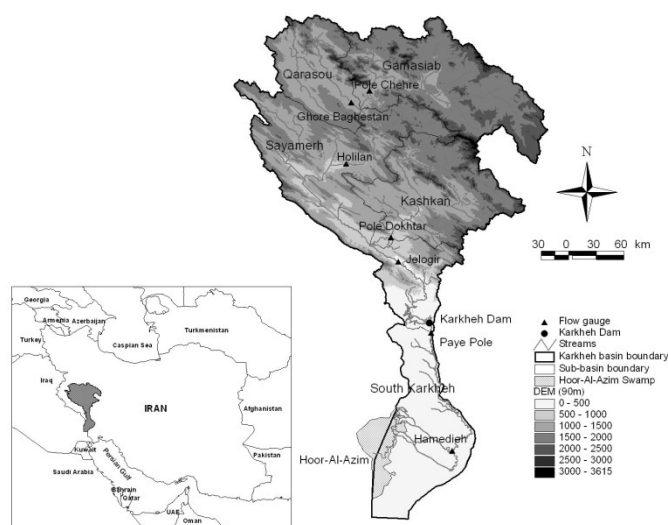 Gamasiab
Qarasou
Pole Chehre
Ghore Baghestan
Sayamerh
Holilan
Kashkan
Pole Dokhtar
Jelogir
Karkheh Dam
Paye Pole
South Karkheh
Hamedieh
Hoor-Al-Azim
N
30 0 30 60 km
Flow gauge
Karkheh Dam
Streams
Karkheh basin boundary
Sub-basin boundary
Hoor-Al-Azim Swamp
DEM (90m)
0 - 500
500 - 1000
1000 - 1500
1500 - 2000
2000 - 2500
2500 - 3000
3000 - 3615
Georgia
Armenia
Azerbaijan
Turkey
Caspian Sea
Turkmenistan
Iraq
IRAN
Afghanistan
Kuwait
Pakistan
Saudi Arabia
Persian Gulf
Bahrain
Qatar
UAE
Oman